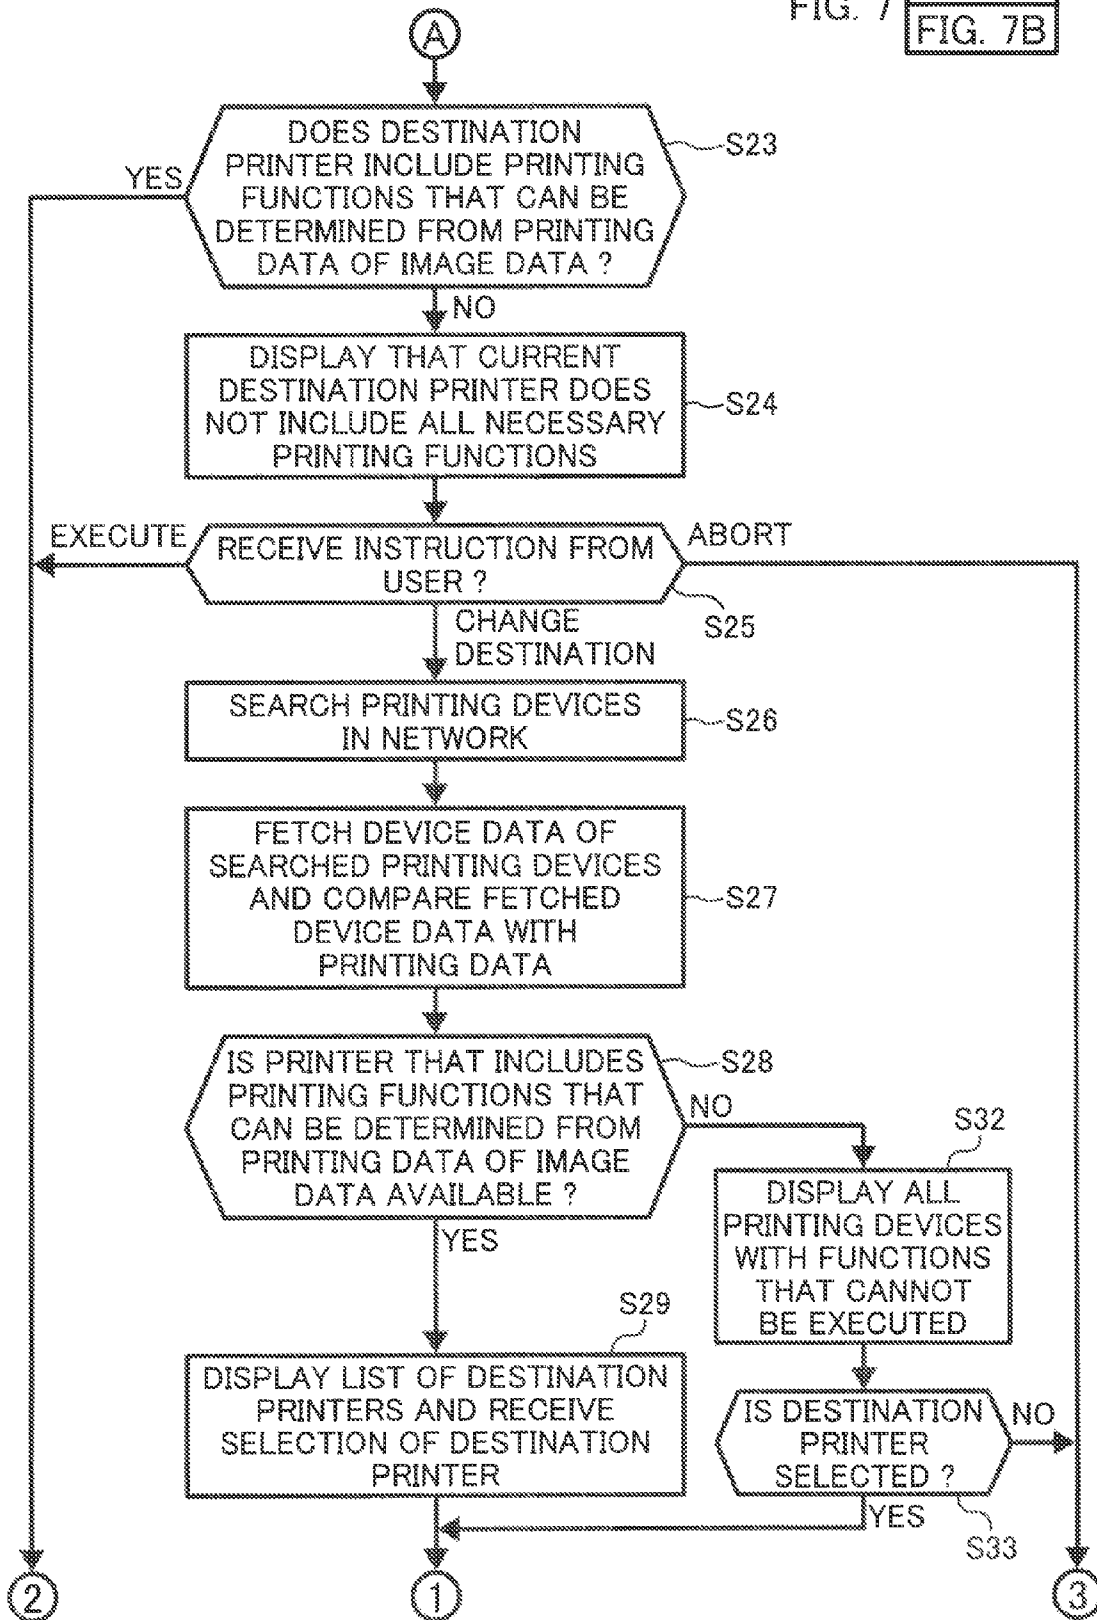 FIG. 7
FIG. 7B
A
DOES DESTINATION
PRINTER INCLUDE PRINTING
FUNCTIONS THAT CAN BE
DETERMINED FROM PRINTING
DATA OF IMAGE DATA ?
S23
YES
NO
DISPLAY THAT CURRENT
DESTINATION PRINTER DOES
NOT INCLUDE ALL NECESSARY
PRINTING FUNCTIONS
S24
EXECUTE
RECEIVE INSTRUCTION FROM
USER ?
ABORT
S25
CHANGE
DESTINATION
SEARCH PRINTING DEVICES
IN NETWORK
S26
FETCH DEVICE DATA OF
SEARCHED PRINTING DEVICES
AND COMPARE FETCHED
DEVICE DATA WITH
PRINTING DATA
S27
IS PRINTER THAT INCLUDES
PRINTING FUNCTIONS THAT
CAN BE DETERMINED FROM
PRINTING DATA OF IMAGE
DATA AVAILABLE ?
S28
NO
YES
S32
DISPLAY ALL
PRINTING DEVICES
WITH FUNCTIONS
THAT CANNOT
BE EXECUTED
S29
DISPLAY LIST OF DESTINATION
PRINTERS AND RECEIVE
SELECTION OF DESTINATION
PRINTER
IS DESTINATION
PRINTER
SELECTED ?
NO
YES
S33
2
1
3